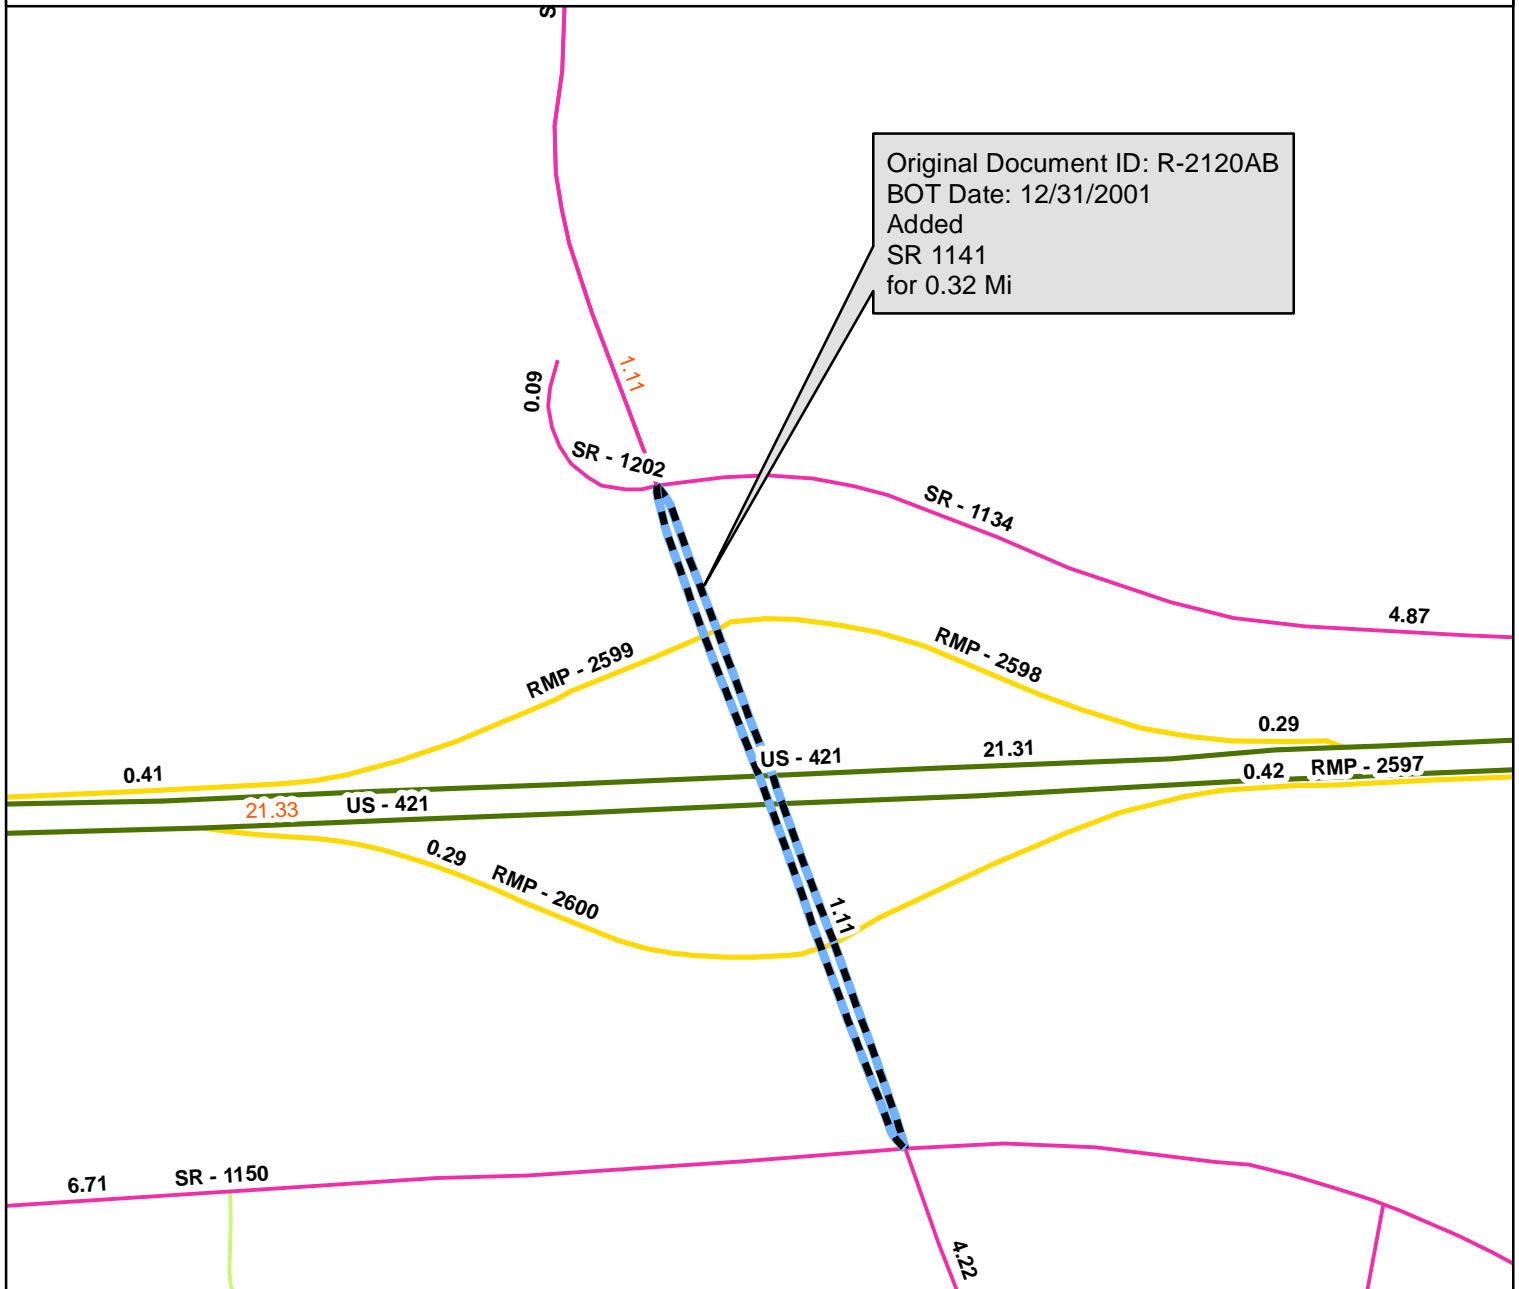 S
Original Document ID: R-2120AB
BOT Date: 12/31/2001
Added
SR 1141
for 0.32 Mi
1.11
0.09
SR - 1202
SR - 1134
4.87
RMP - 2599
RMP - 2598
0.29
US - 421
21.31
0.41
0.42
RMP - 2597
21.33
US - 421
0.29
RMP - 2600
1.11
6.71
SR - 1150
4.22